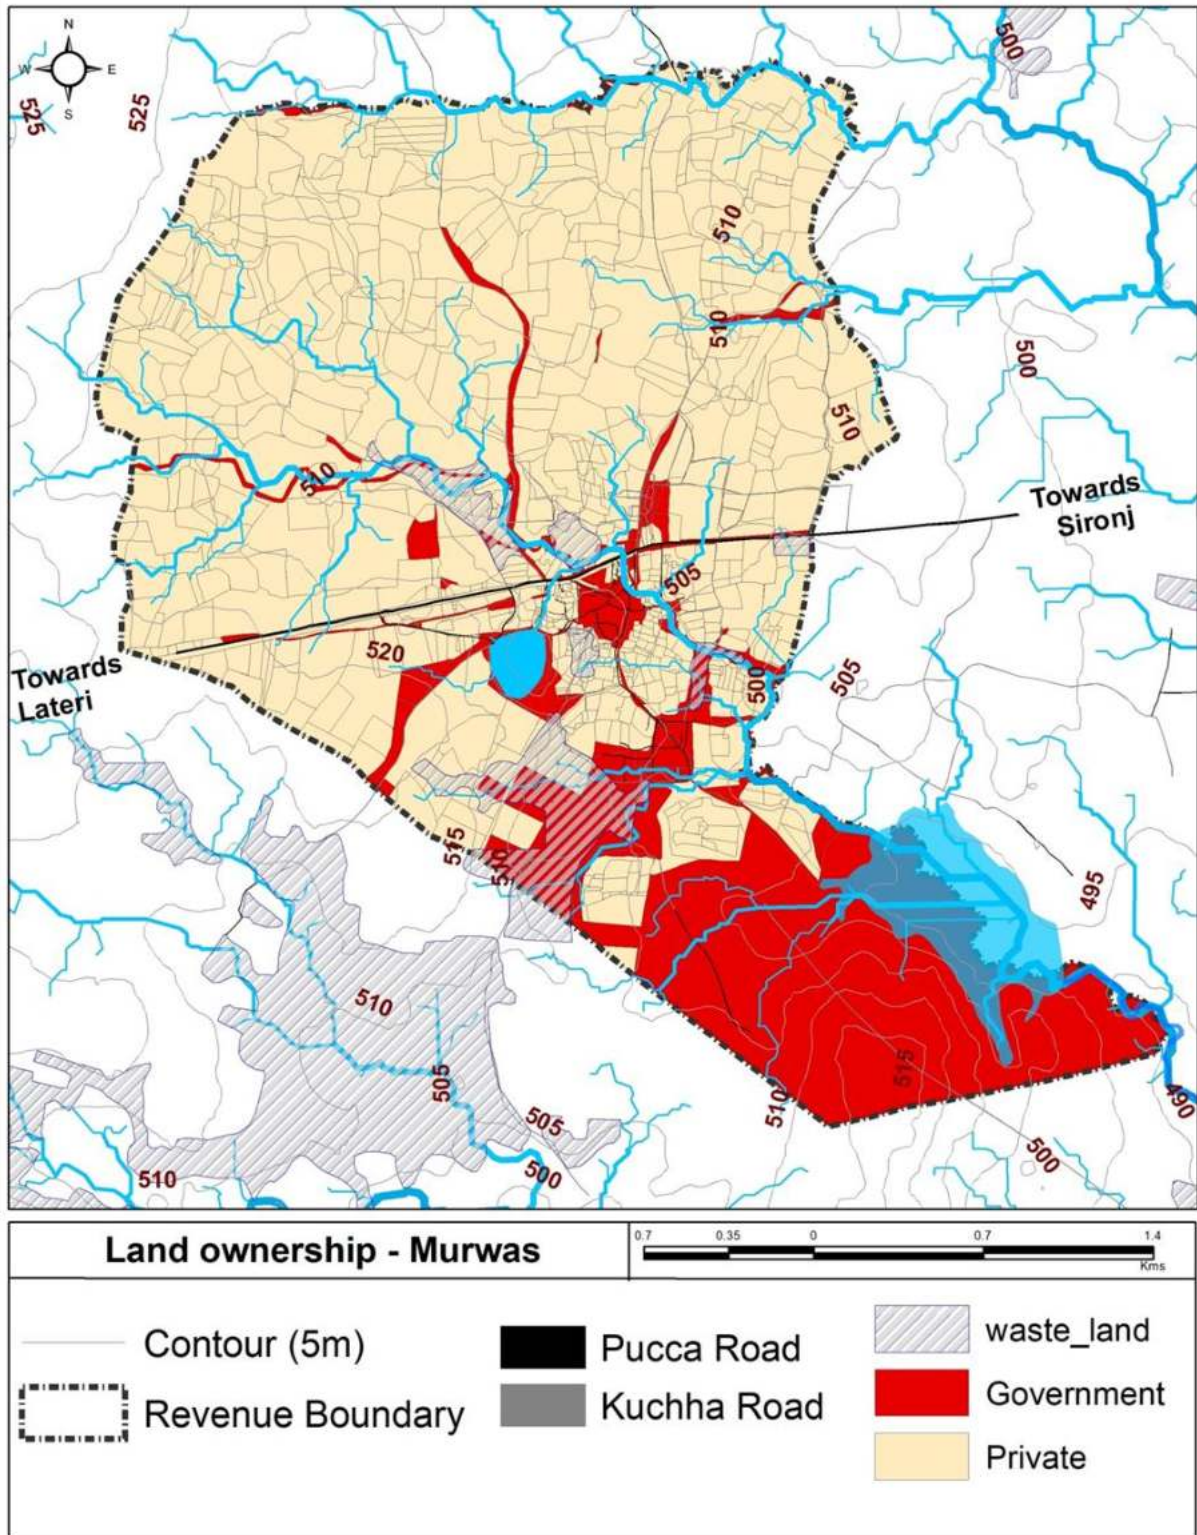 N
W E
S
525
525
500
510
510
500
510
510
Towards
Sironj
505
520
Towards
Lateri
500
505
515
510
495
510
505
515
510
490
505
500
500
510
Land ownership - Murwas
0.7 0.35 0 0.7 1.4
Kms
Contour (5m)
Revenue Boundary
Pucca Road
Kuchha Road
waste_land
Government
Private